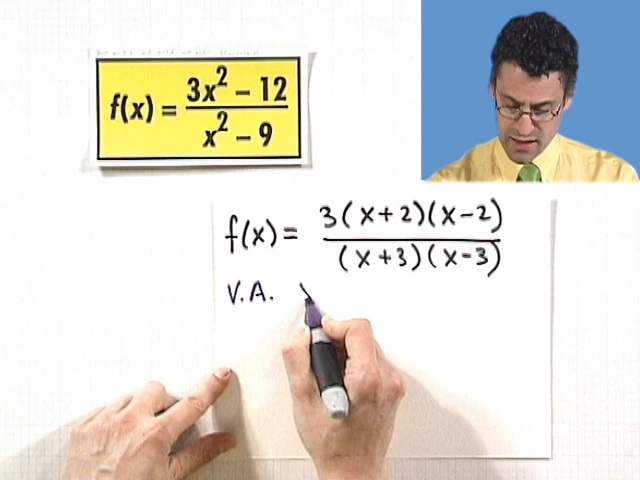 f(x) = (3x² – 12)/(x² – 9)
f(x) = 3(x+2)(x–2)/(x+3)(x–3)
V.A.